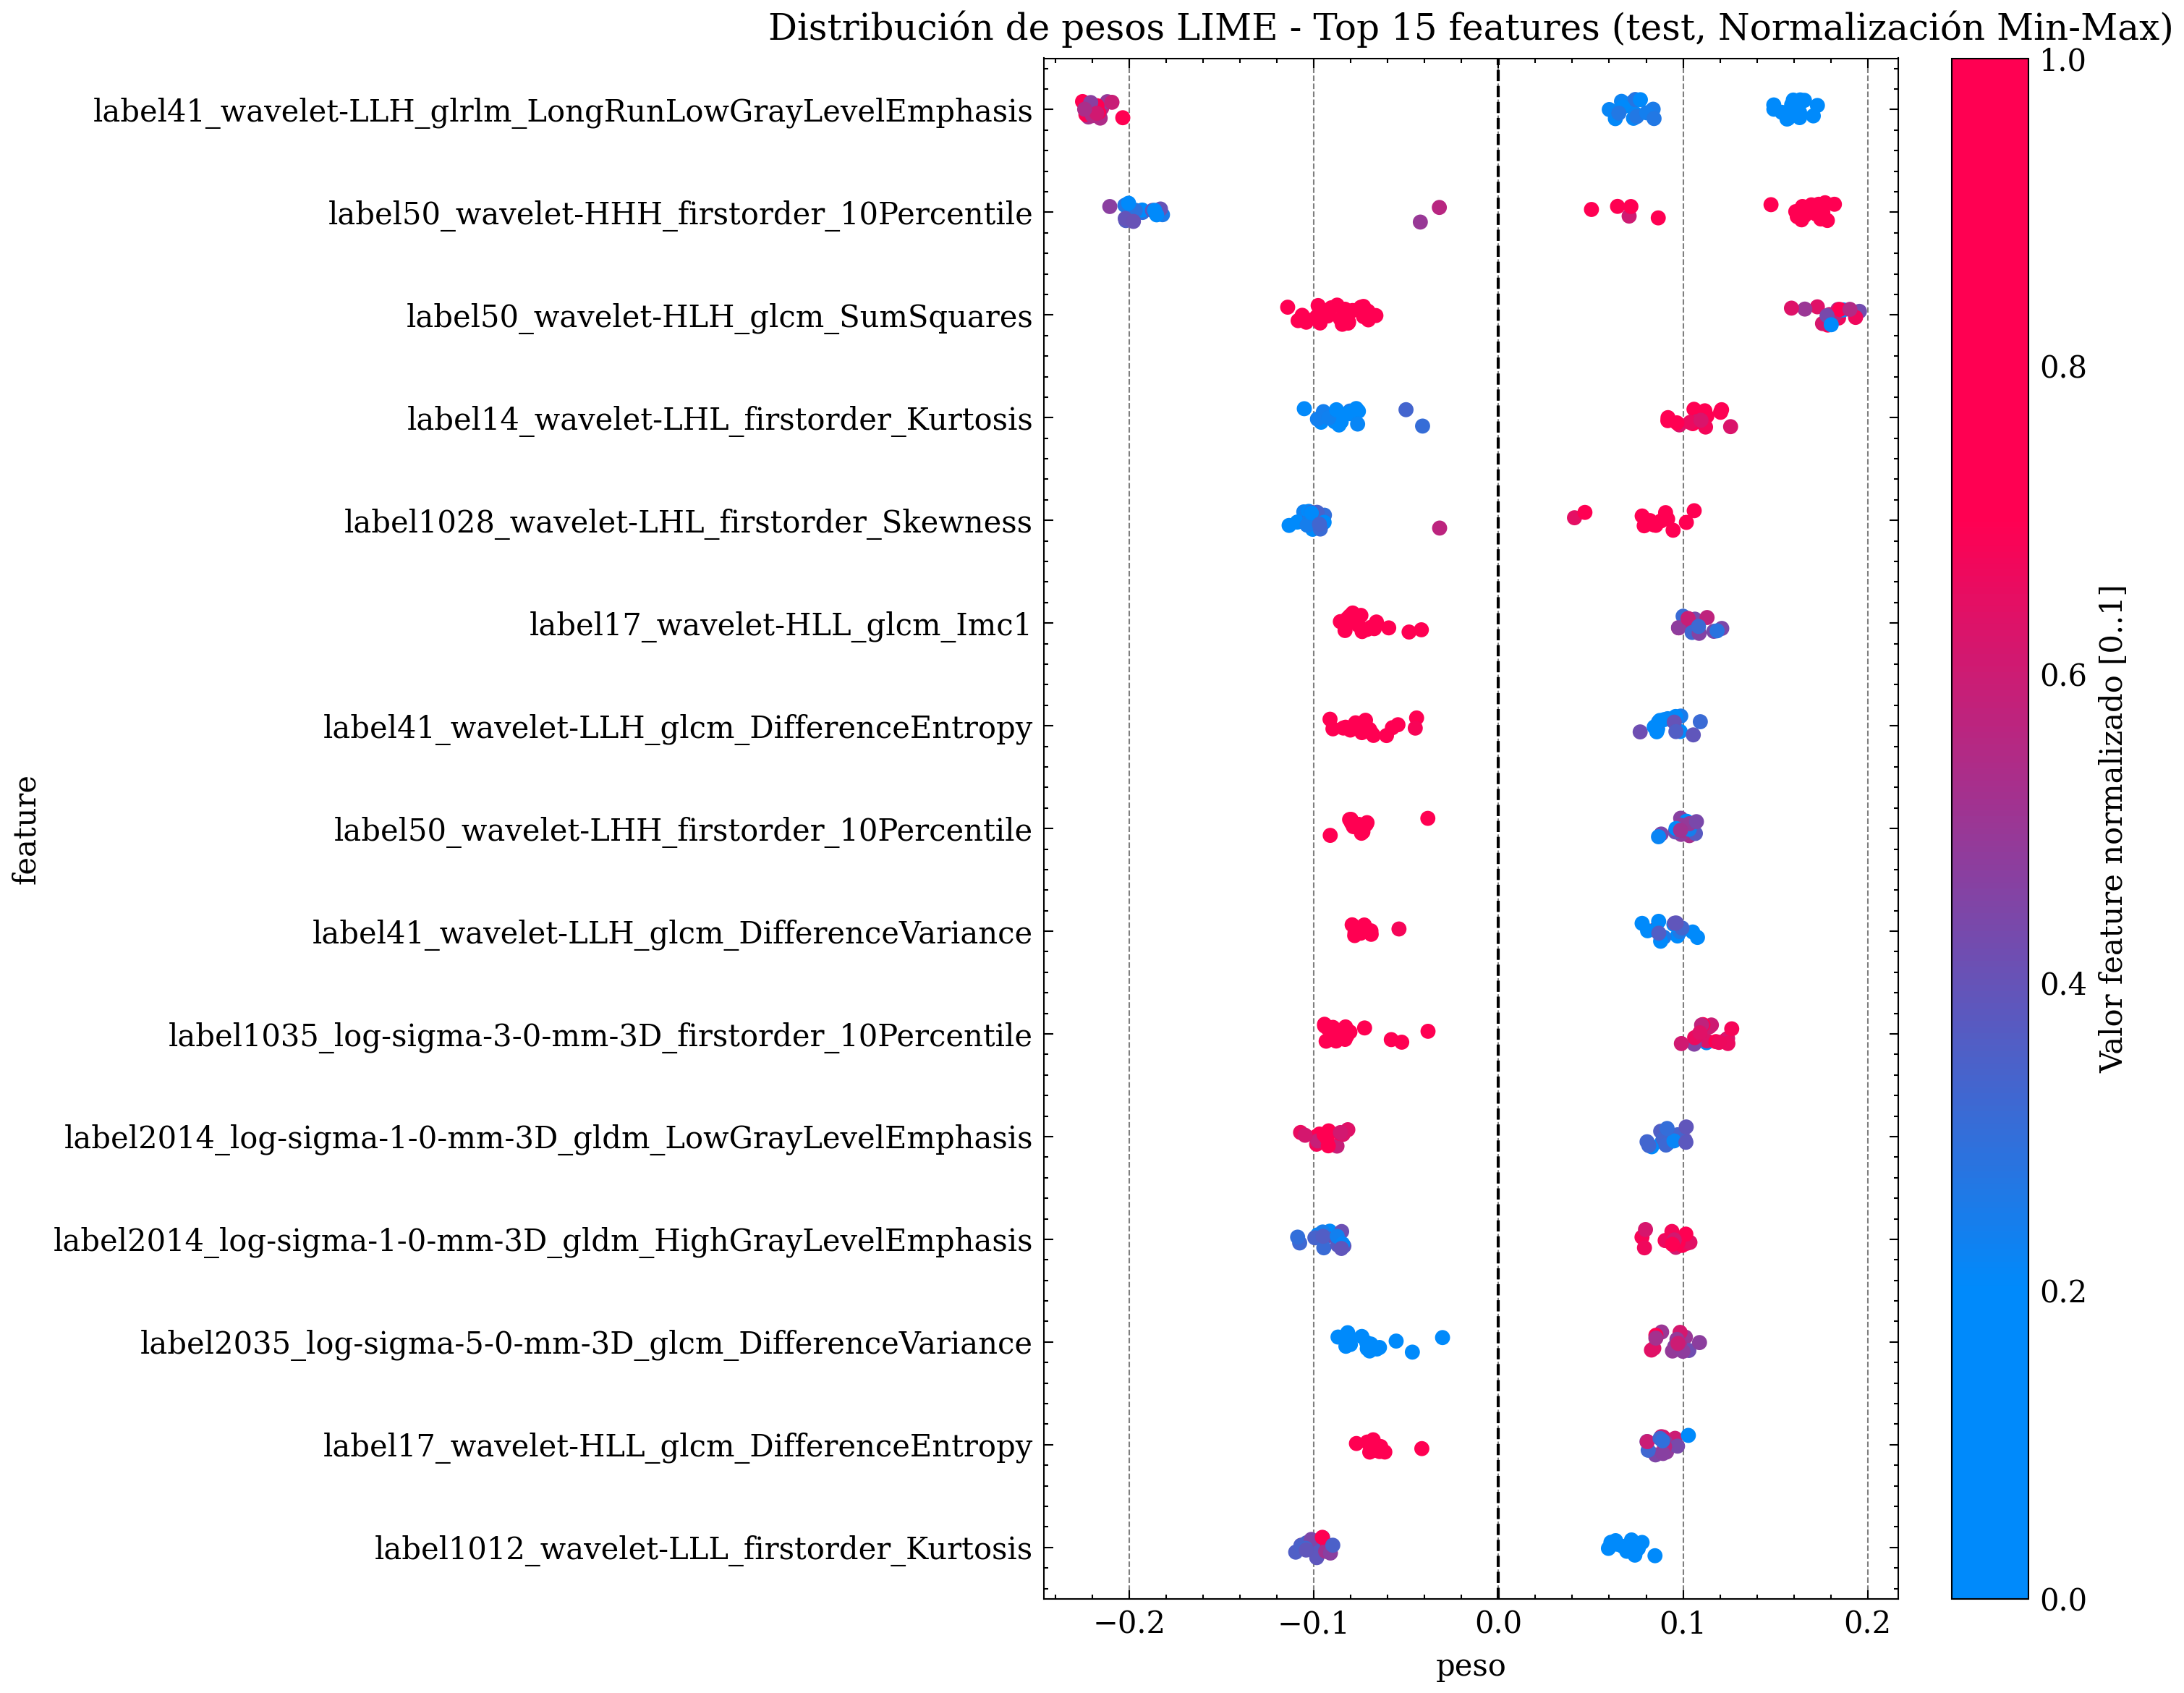 Distribución de pesos LIME - Top 15 features (test, Normalización Min-Max)
label41_wavelet-LLH_glrlm_LongRunLowGrayLevelEmphasis
label50_wavelet-HHH_firstorder_10Percentile
label50_wavelet-HLH_glcm_SumSquares
label14_wavelet-LHL_firstorder_Kurtosis
label1028_wavelet-LHL_firstorder_Skewness
label17_wavelet-HLL_glcm_Imc1
label41_wavelet-LLH_glcm_DifferenceEntropy
label50_wavelet-LHH_firstorder_10Percentile
label41_wavelet-LLH_glcm_DifferenceVariance
label1035_log-sigma-3-0-mm-3D_firstorder_10Percentile
label2014_log-sigma-1-0-mm-3D_gldm_LowGrayLevelEmphasis
label2014_log-sigma-1-0-mm-3D_gldm_HighGrayLevelEmphasis
label2035_log-sigma-5-0-mm-3D_glcm_DifferenceVariance
label17_wavelet-HLL_glcm_DifferenceEntropy
label1012_wavelet-LLL_firstorder_Kurtosis
feature
−0.2 −0.1 0.0 0.1 0.2
peso
1.0
0.8
0.6
0.4
0.2
0.0
Valor feature normalizado [0..1]